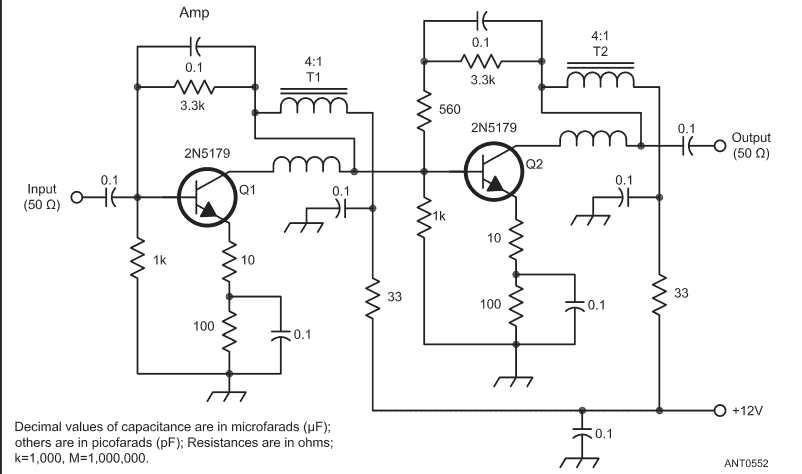 Amp
0.1
3.3k
4:1
T1
0.1
3.3k
560
4:1
T2
2N5179
Q1
2N5179
Q2
Input
(50 Ω)
0.1
0.1
Output
(50 Ω)
0.1
0.1
1k
10
100
0.1
33
1k
10
100
0.1
33
+12V
0.1
Decimal values of capacitance are in microfarads (µF);
others are in picofarads (pF); Resistances are in ohms;
k=1,000, M=1,000,000.
ANT0552